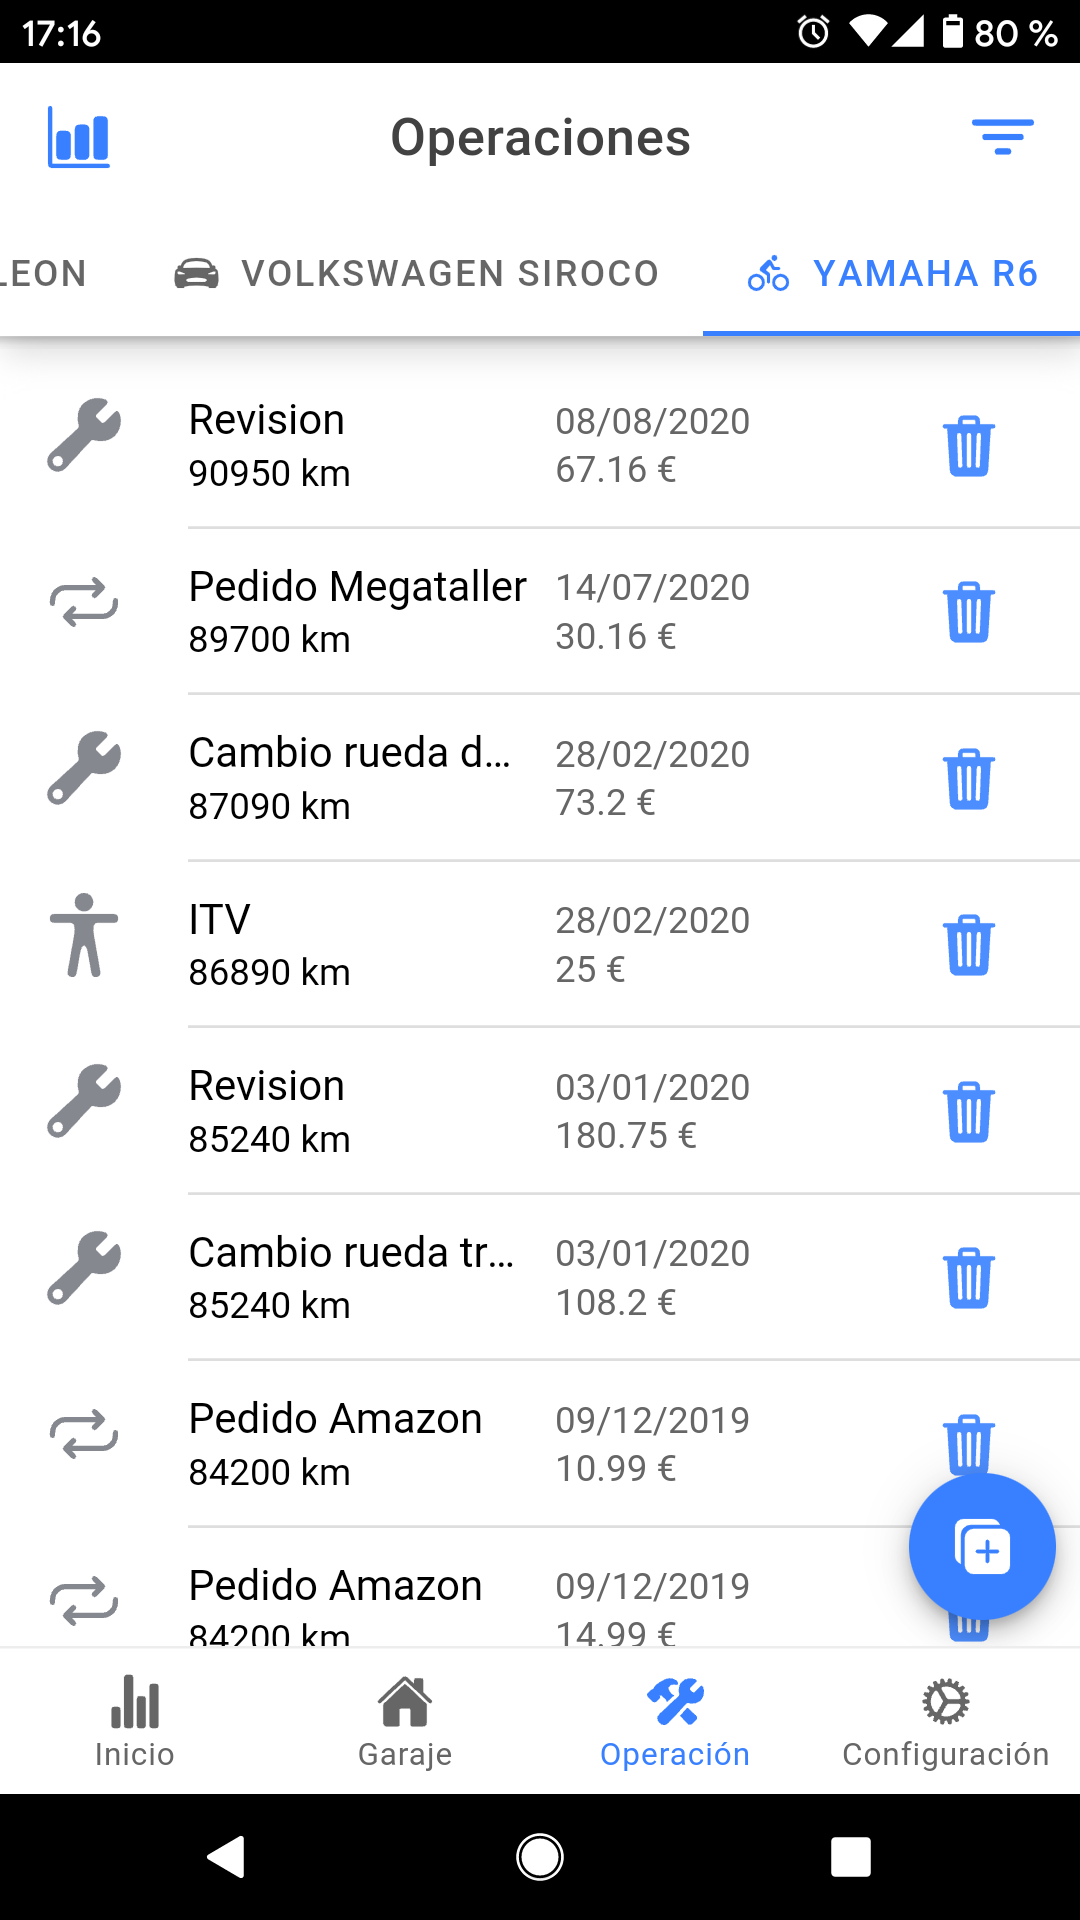 17:16
80 %
Operaciones
LEON
VOLKSWAGEN SIROCO
YAMAHA R6
Revision
08/08/2020
90950 km
67.16 €
Pedido Megataller
14/07/2020
89700 km
30.16 €
Cambio rueda d...
28/02/2020
87090 km
73.2 €
ITV
28/02/2020
86890 km
25 €
Revision
03/01/2020
85240 km
180.75 €
Cambio rueda tr...
03/01/2020
85240 km
108.2 €
Pedido Amazon
09/12/2019
84200 km
10.99 €
Pedido Amazon
09/12/2019
84200 km
14.99 €
Inicio
Garaje
Operación
Configuración